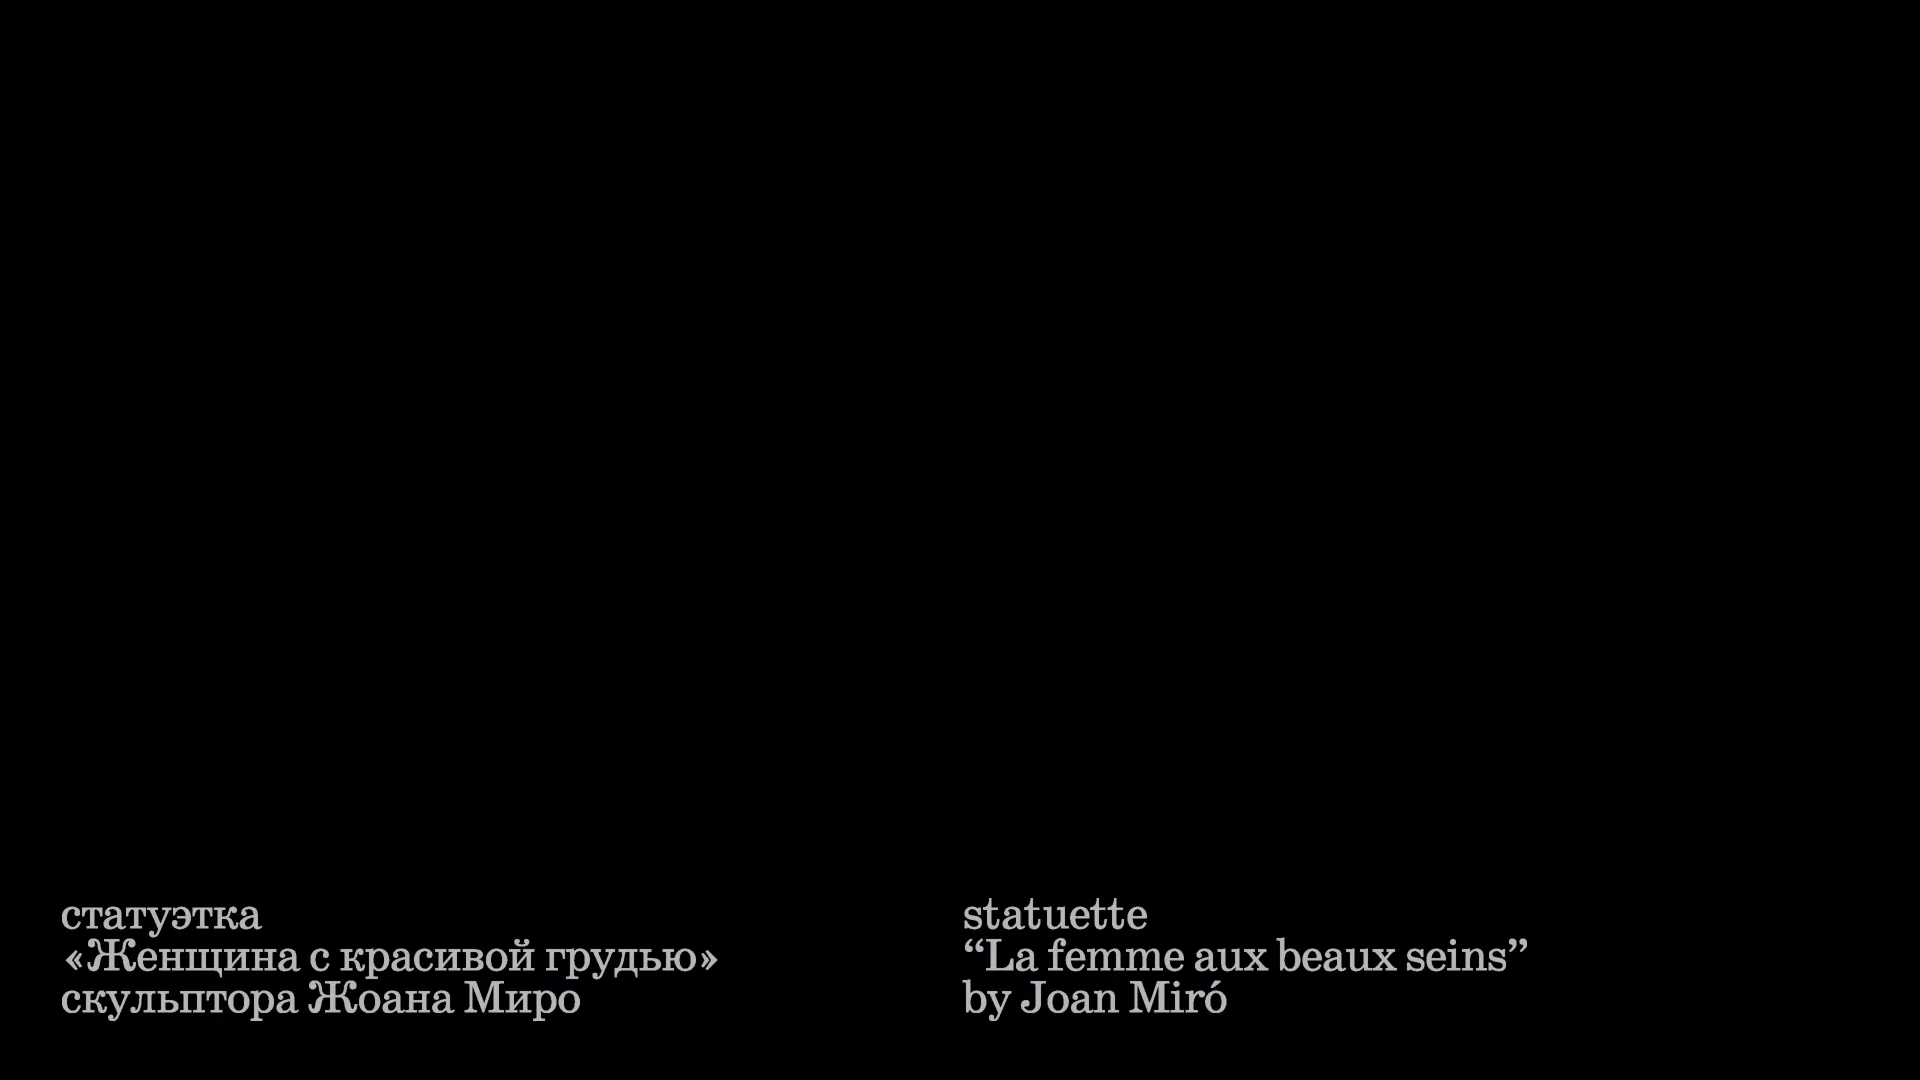 статуэтка
«Женщина с красивой грудью»
скульптора Жоана Миро
statuette
“La femme aux beaux seins”
by Joan Miró